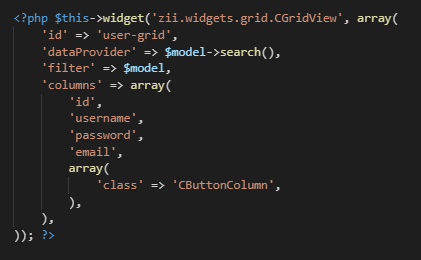 <?php $this->widget('zii.widgets.grid.CGridView', array(
    'id' => 'user-grid',
    'dataProvider' => $model->search(),
    'filter' => $model,
    'columns' => array(
        'id',
        'username',
        'password',
        'email',
        array(
            'class' => 'CButtonColumn',
        ),
    ),
)); ?>